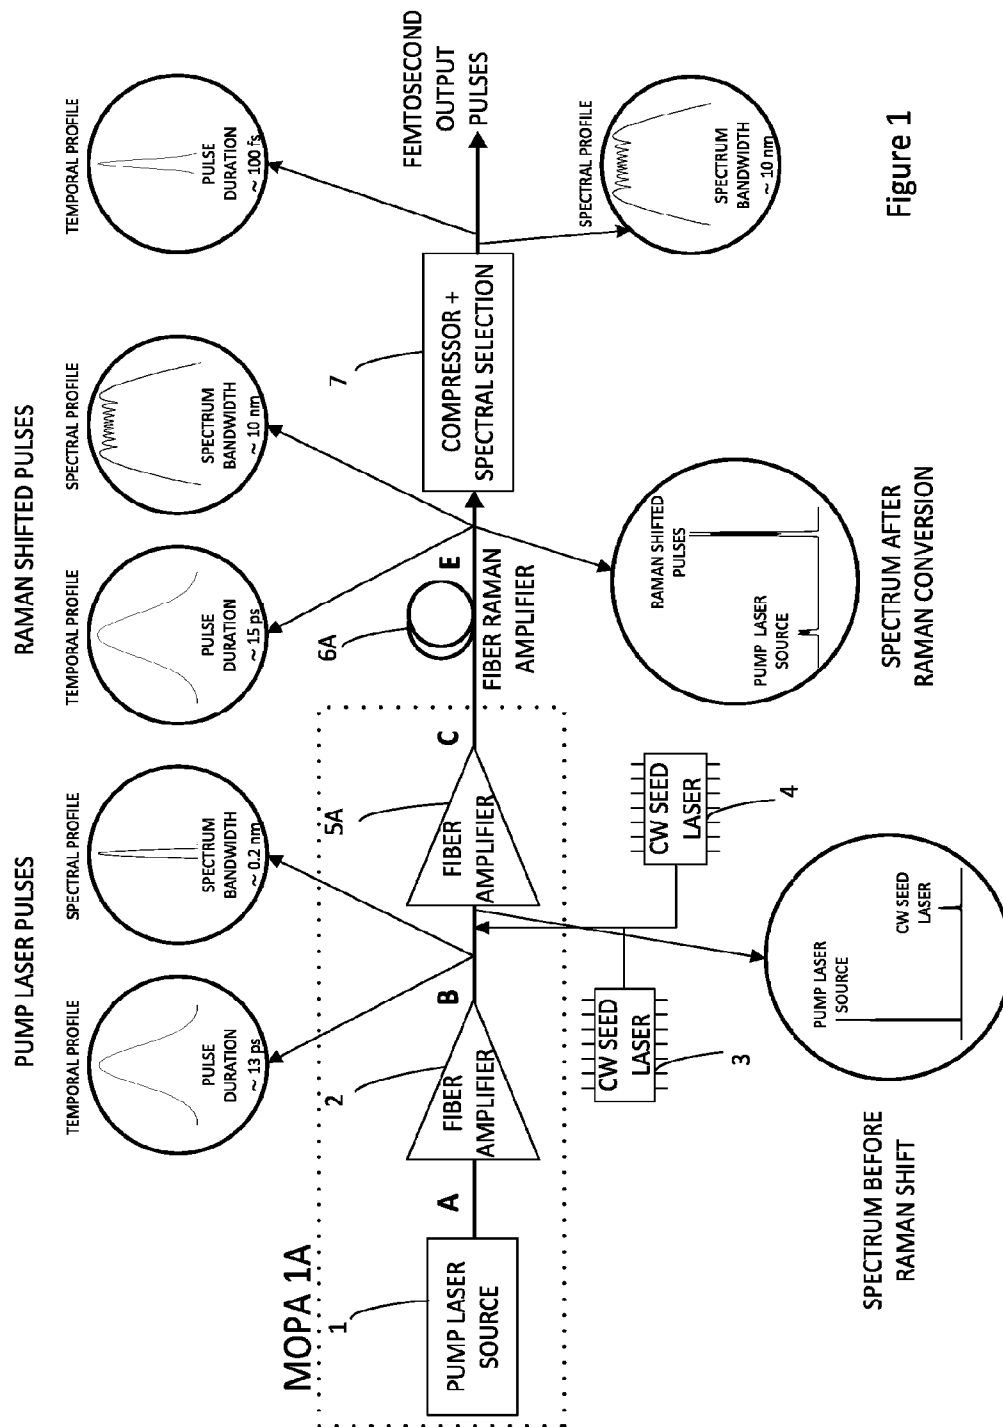 PUMP LASER PULSES
RAMAN SHIFTED PULSES
TEMPORAL PROFILE
PULSE
DURATION
~ 13 ps
SPECTRAL PROFILE
SPECTRUM
BANDWIDTH
~ 0.2 nm
TEMPORAL PROFILE
PULSE
DURATION
~ 15 ps
SPECTRAL PROFILE
SPECTRUM
BANDWIDTH
~ 10 nm
TEMPORAL PROFILE
PULSE
DURATION
~ 100 fs
MOPA 1A
1
PUMP LASER
SOURCE
A
2
FIBER
AMPLIFIER
B
5A
FIBER
AMPLIFIER
C
6A
FIBER RAMAN
AMPLIFIER
E
7
COMPRESSOR +
SPECTRAL SELECTION
FEMTOSECOND
OUTPUT
PULSES
CW SEED
LASER
3
CW SEED
LASER
4
SPECTRUM BEFORE
RAMAN SHIFT
PUMP LASER
SOURCE
CW SEED
LASER
PUMP LASER
SOURCE
RAMAN SHIFTED
PULSES
SPECTRUM AFTER
RAMAN CONVERSION
SPECTRAL PROFILE
SPECTRUM
BANDWIDTH
~ 10 nm
Figure 1